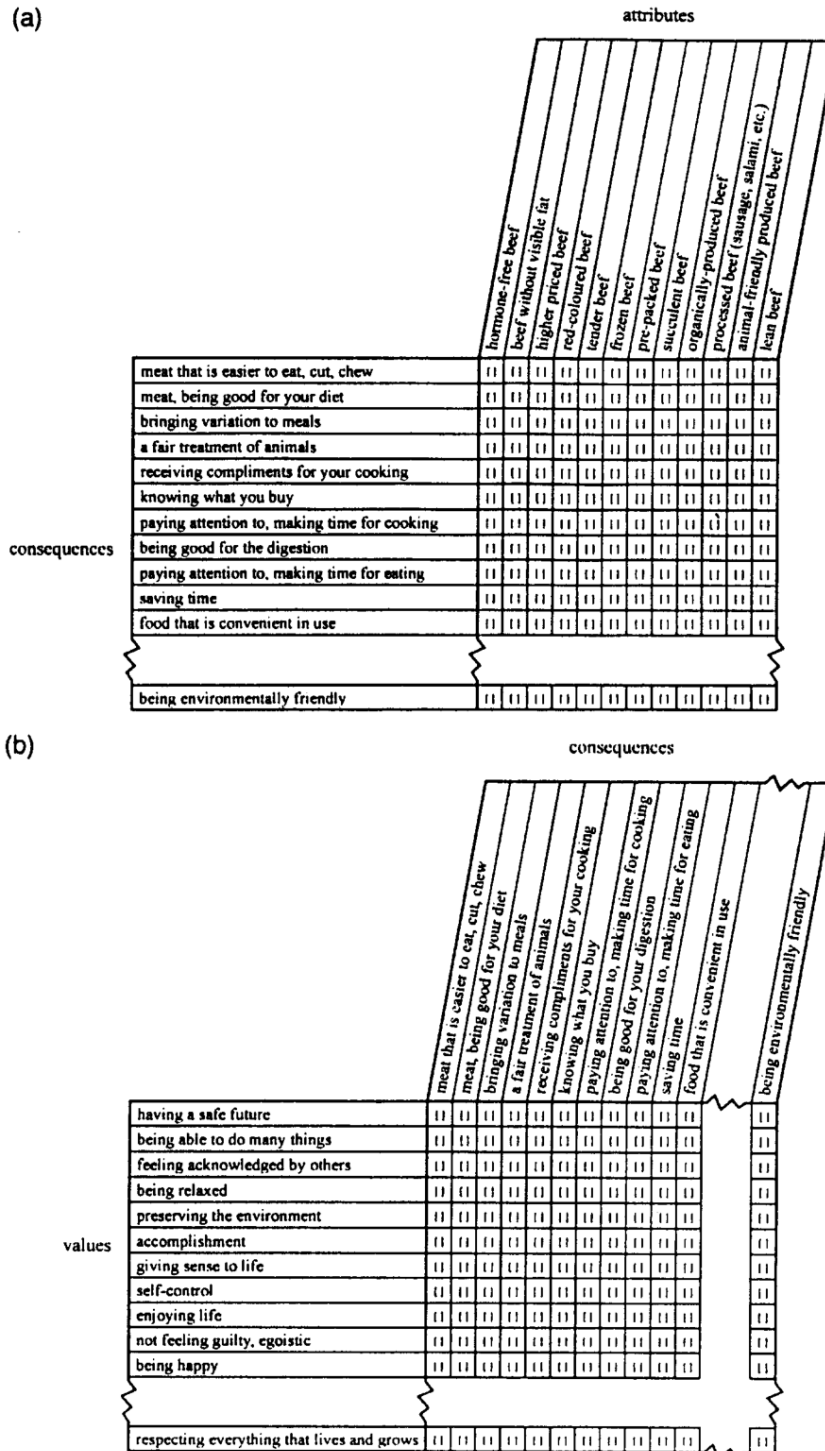 (a)
attributes
hormone-free beef
beef without visible fat
higher priced beef
red-coloured beef
tender beef
frozen beef
pre-packed beef
succulent beef
organically-produced beef
processed beef (sausage, salami, etc.)
animal-friendly produced beef
lean beef
consequences
meat that is easier to eat, cut, chew
meat, being good for your diet
bringing variation to meals
a fair treatment of animals
receiving compliments for your cooking
knowing what you buy
paying attention to, making time for cooking
being good for the digestion
paying attention to, making time for eating
saving time
food that is convenient in use
being environmentally friendly
(b)
consequences
meat that is easier to eat, cut, chew
meat, being good for your diet
bringing variation to meals
a fair treatment of animals
receiving compliments for your cooking
knowing what you buy
paying attention to, making time for cooking
being good for your digestion
paying attention to, making time for eating
saving time
food that is convenient in use
being environmentally friendly
values
having a safe future
being able to do many things
feeling acknowledged by others
being relaxed
preserving the environment
accomplishment
giving sense to life
self-control
enjoying life
not feeling guilty, egoistic
being happy
respecting everything that lives and grows